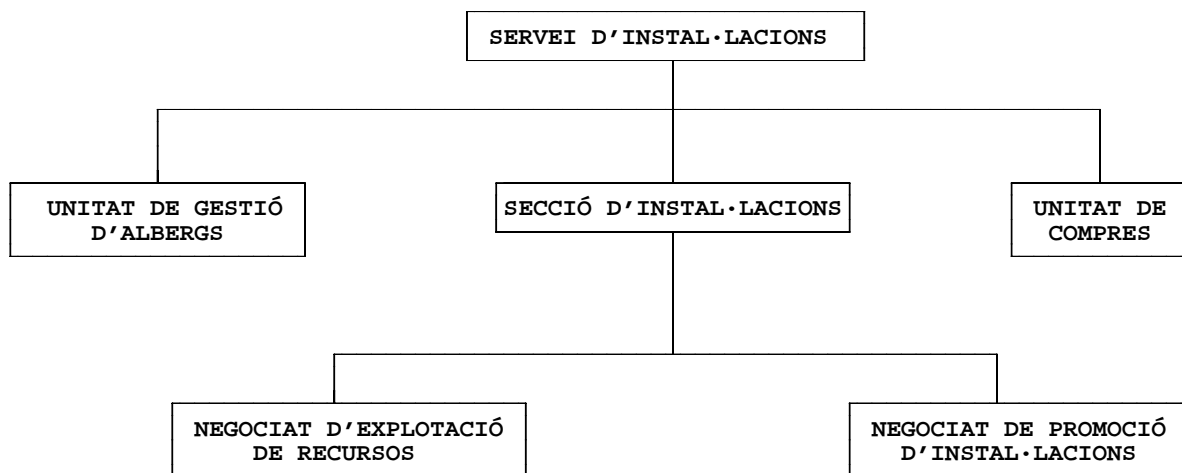 SERVEI D'INSTAL·LACIONS
UNITAT DE GESTIÓ
D'ALBERGS
SECCIÓ D'INSTAL·LACIONS
UNITAT DE
COMPRES
NEGOCIAT D'EXPLOTACIÓ
DE RECURSOS
NEGOCIAT DE PROMOCIÓ
D'INSTAL·LACIONS